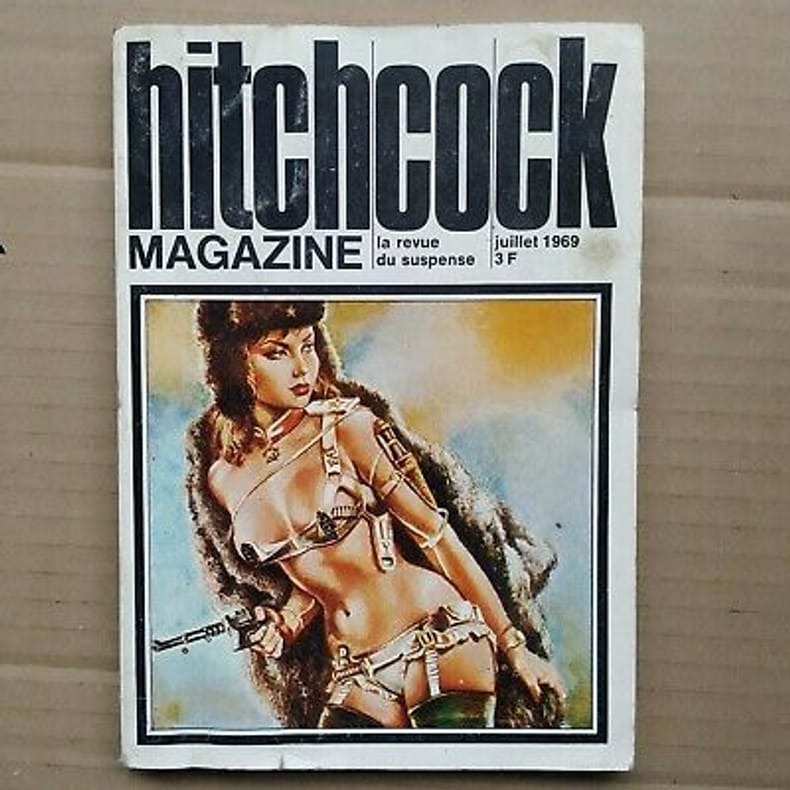 hitchcock
MAGAZINE
la revue
du suspense
juillet 1969
3 F